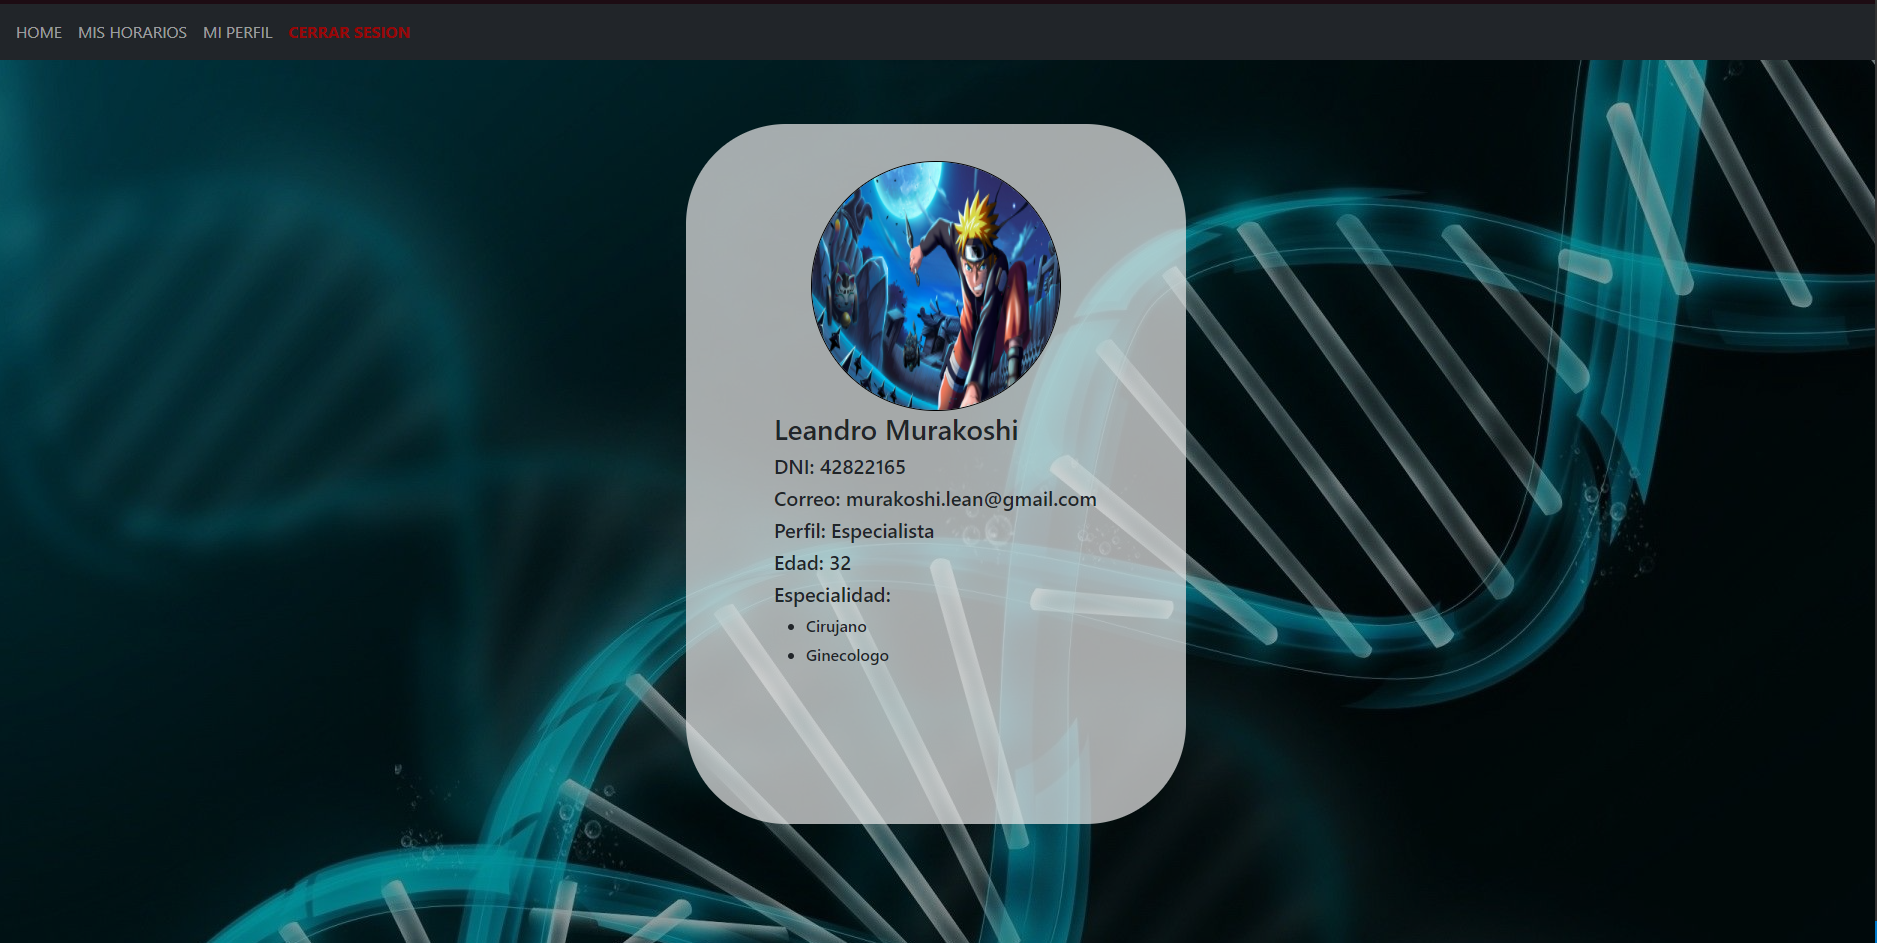 HOME MIS HORARIOS MI PERFIL CERRAR SESION
Leandro Murakoshi
DNI: 42822165
Correo: murakoshi.lean@gmail.com
Perfil: Especialista
Edad: 32
Especialidad:
Cirujano
Ginecologo